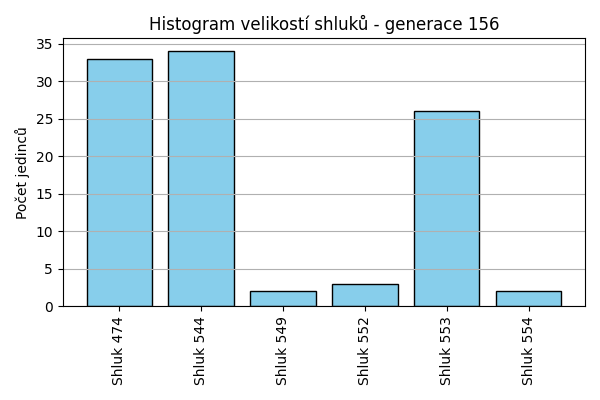 Histogram velikostí shluků - generace 156
Počet jedinců
35
30
25
20
15
10
5
0
Shluk 474
Shluk 544
Shluk 549
Shluk 552
Shluk 553
Shluk 554